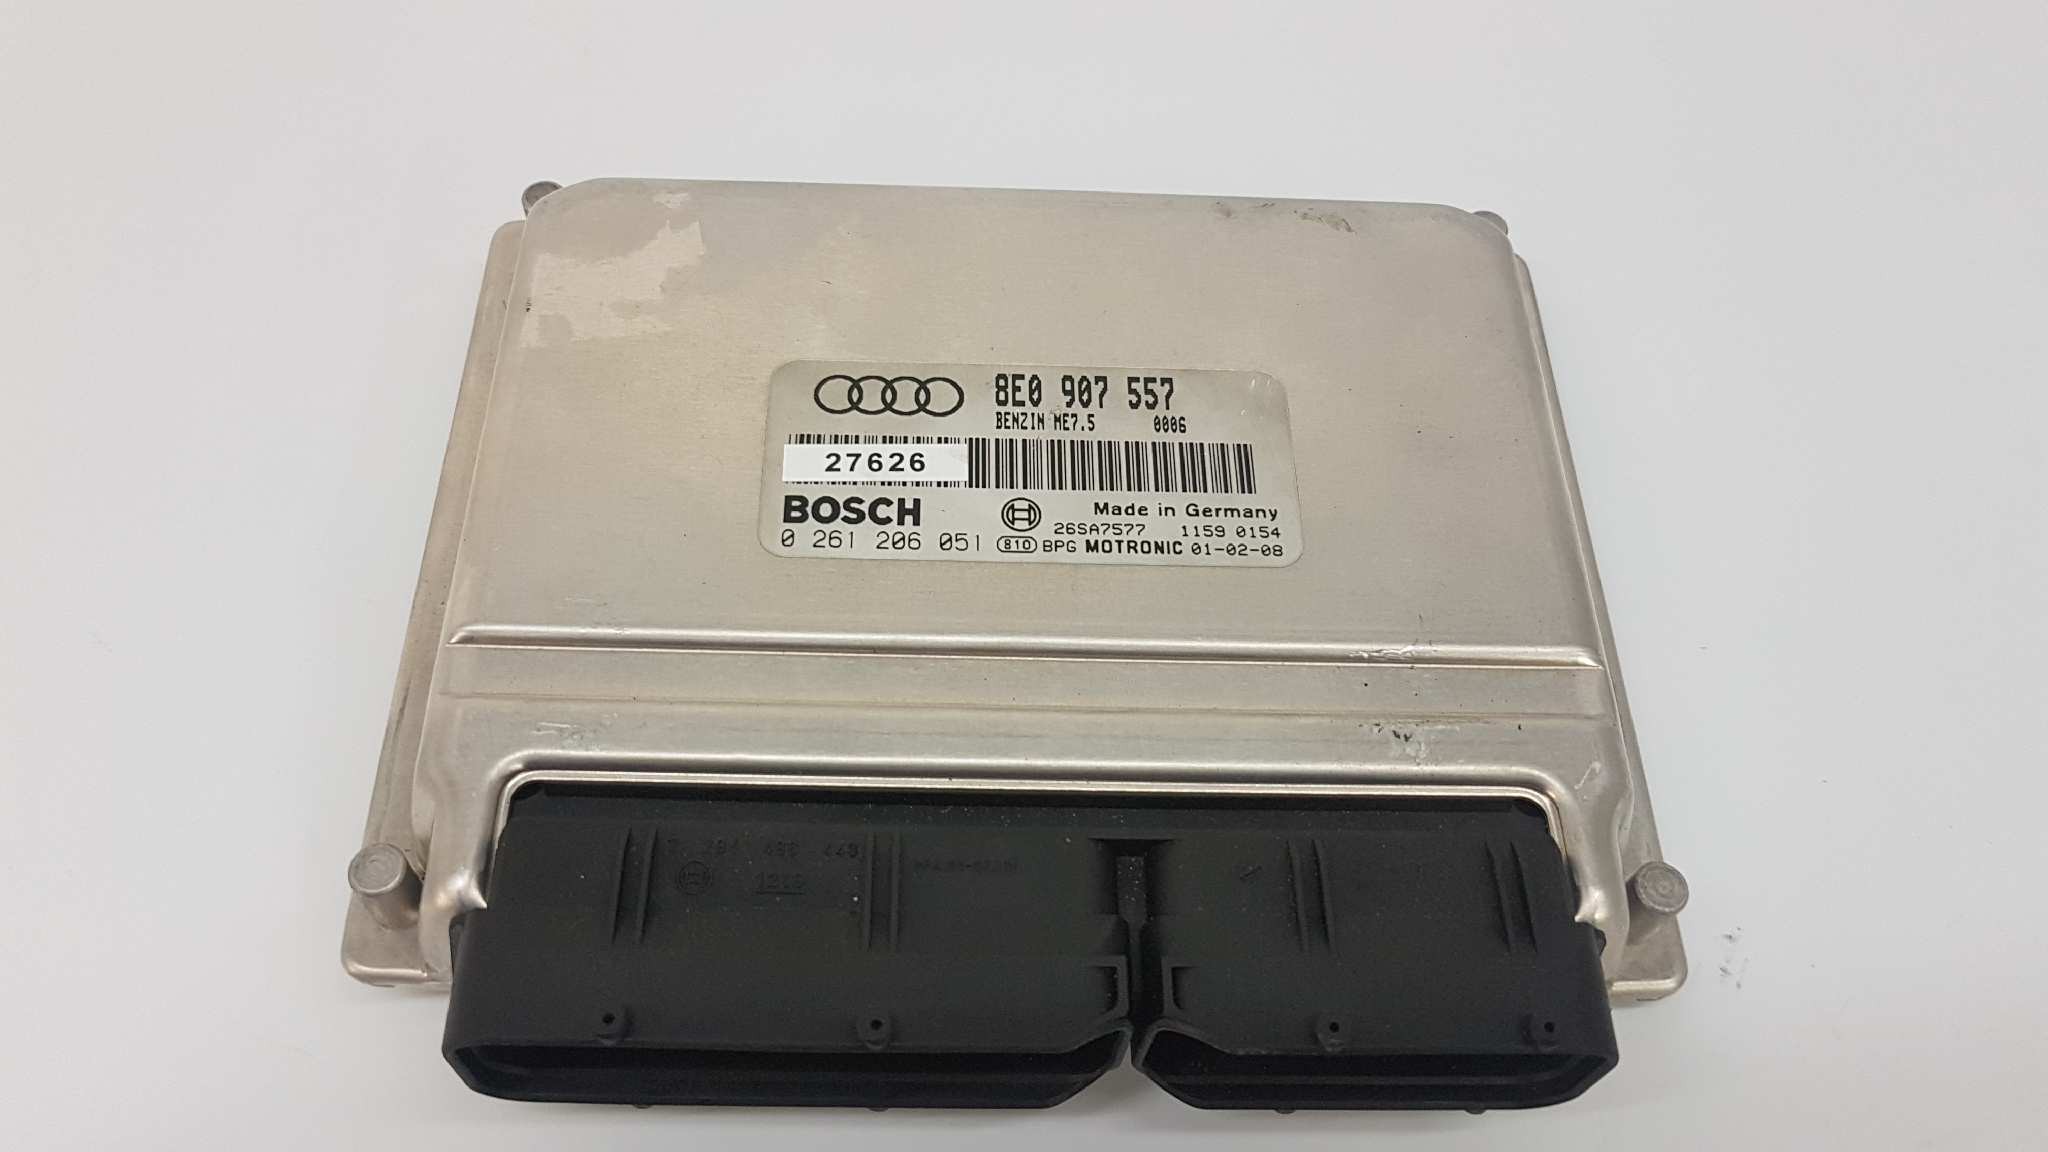 8E0 907 557
BENZIN ME7.5 0006
27626
BOSCH
Made in Germany
26SA7577 1159 0154
0 261 206 051 810 BPG MOTRONIC 01-02-08